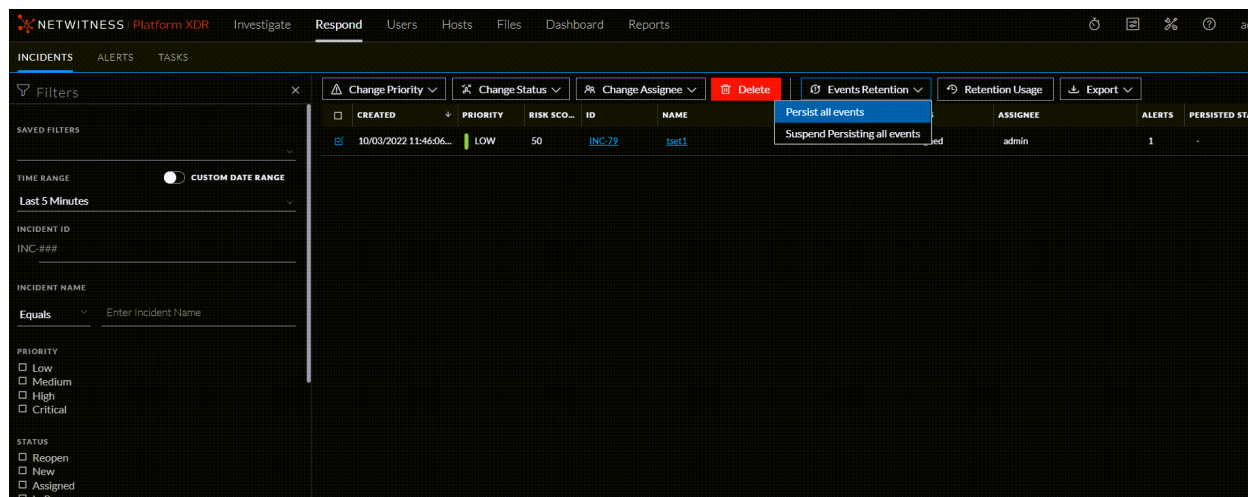 NETWITNESS Platform XDR Investigate Respond Users Hosts Files Dashboard Reports
INCIDENTS ALERTS TASKS
Filters
Change Priority Change Status Change Assignee Delete Events Retention Retention Usage Export
CREATED PRIORITY RISK SCO... ID NAME ASSIGNEE ALERTS PERSISTED STA
Persist all events
Suspend Persisting all events
10/03/2022 11:46:06... LOW 50 INC-79 tset1 admin 1 -
SAVED FILTERS
TIME RANGE CUSTOM DATE RANGE
Last 5 Minutes
INCIDENT ID
INC-###
INCIDENT NAME
Equals Enter Incident Name
PRIORITY
Low
Medium
High
Critical
STATUS
Reopen
New
Assigned